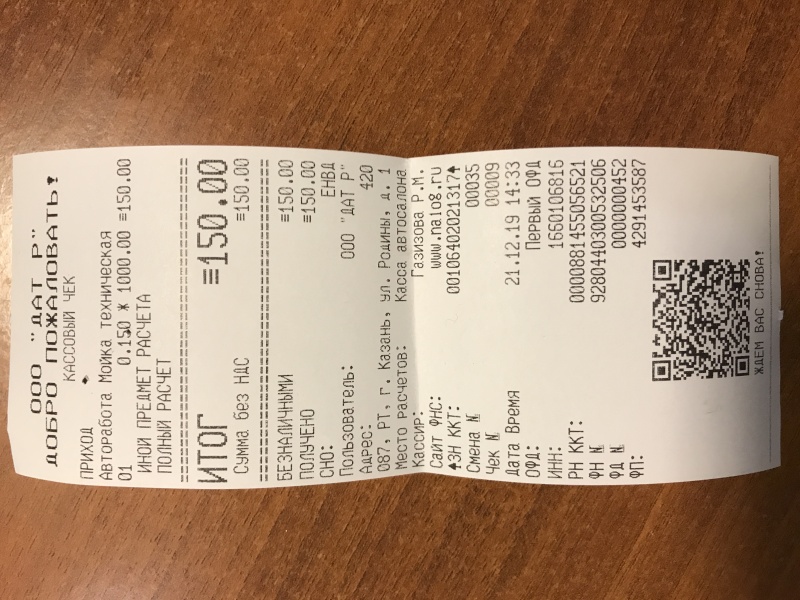 ООО "ДАТ Р"
ДОБРО ПОЖАЛОВАТЬ!
КАССОВЫЙ ЧЕК
ПРИХОД
Авторабота Мойка техническая
01 0.150 * 1000.00 ≡150.00
ИНОЙ ПРЕДМЕТ РАСЧЕТА
ПОЛНЫЙ РАСЧЕТ
ИТОГ ≡150.00
Сумма без НДС ≡150.00
БЕЗНАЛИЧНЫМИ ≡150.00
ПОЛУЧЕНО ≡150.00
СНО: ЕНВД
Пользователь: ООО "ДАТ Р"
Адрес: 420
087, РТ, г. Казань, ул. Родины, д. 1
Место расчетов: Касса автосалона
Кассир: Газизова Р.М.
Сайт ФНС: www.nalog.ru
▲ЗН ККТ: 00106402021317▲
Смена № 00035
Чек № 00009
Дата Время 21.12.19 14:33
ОФД: Первый ОФД
ИНН: 1650106816
РН ККТ: 0000881455056521
ФН № 9280440300532506
ФД № 0000000452
ФП: 4291453587
ЖДЕМ ВАС СНОВА!